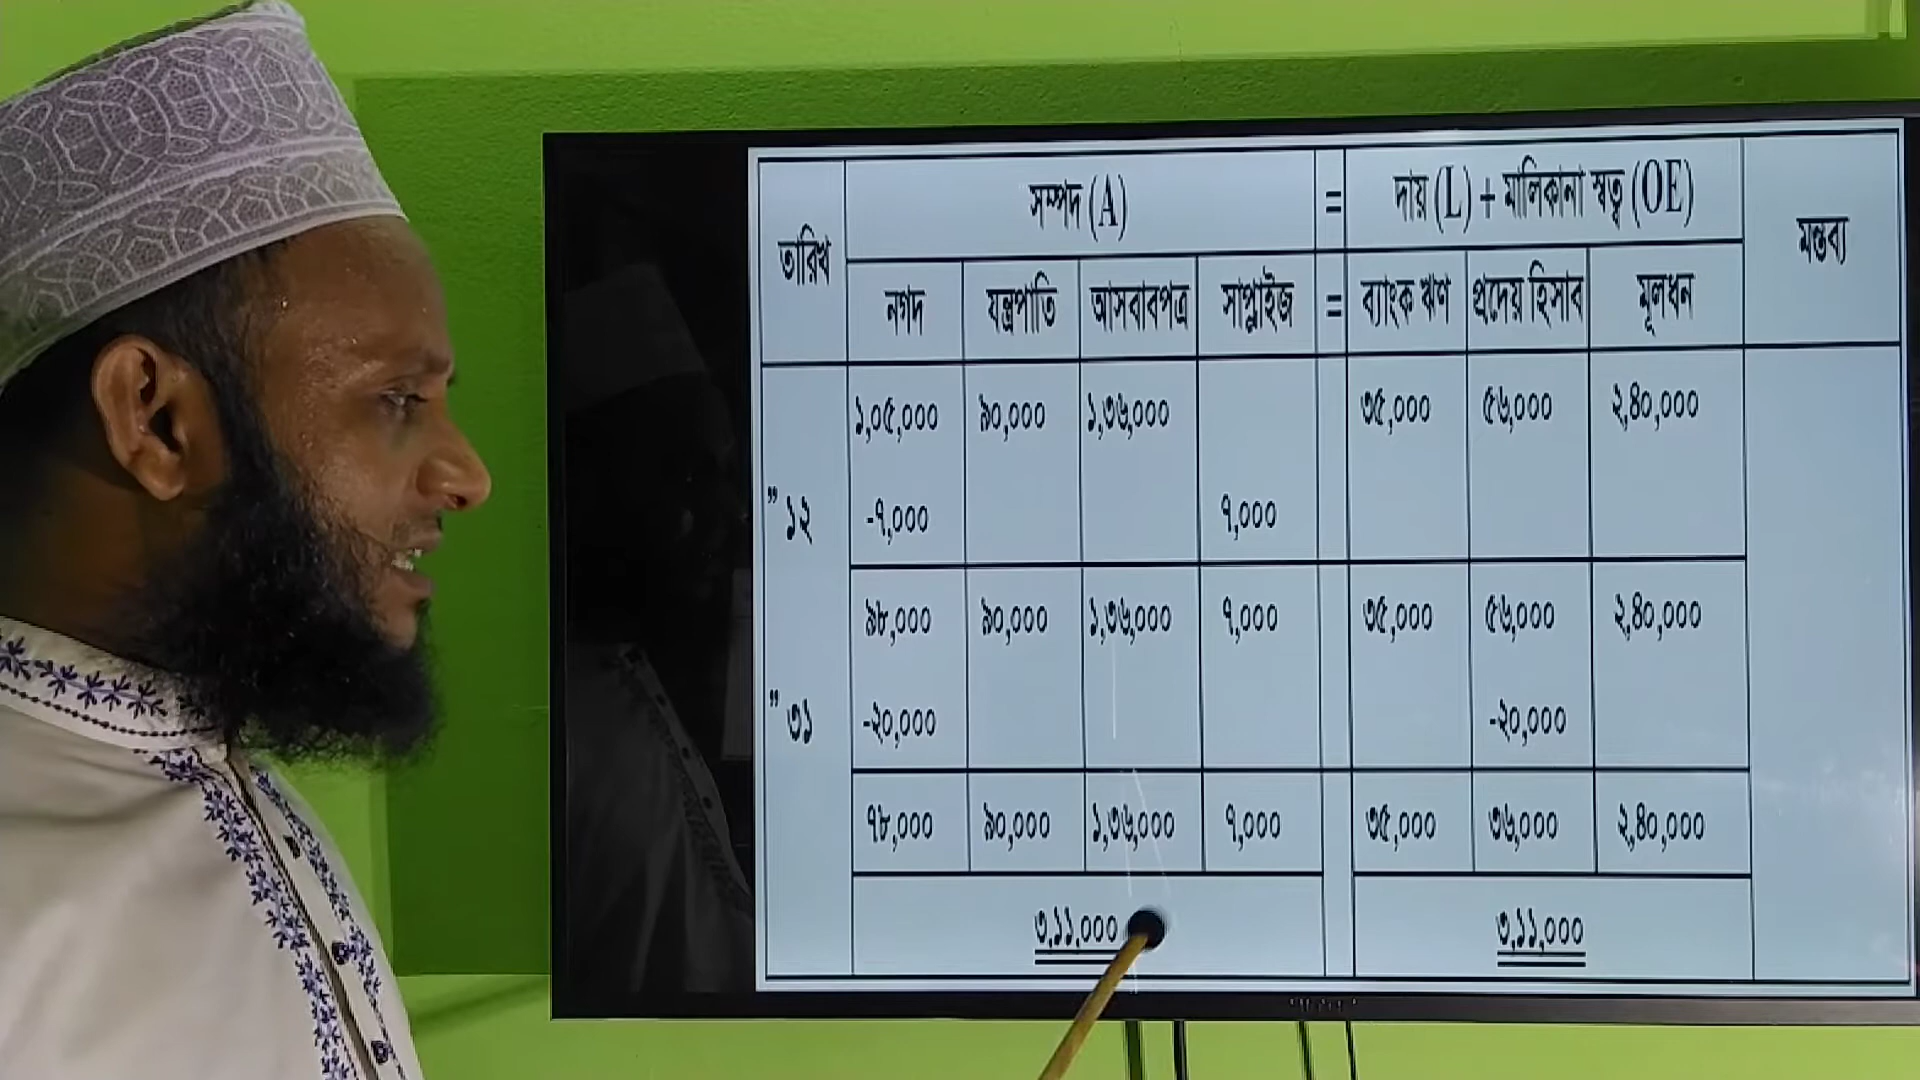 তারিখ সম্পদ (A) = দায় (L) + মালিকানা স্বত্ব (OE) মন্তব্য
নগদ যন্ত্রপাতি আসবাবপত্র সাপ্লাইজ = ব্যাংক ঋণ প্রদেয় হিসাব মূলধন
১,০৫,০০০ ৯০,০০০ ১,৩৬,০০০ ৩৫,০০০ ৫৬,০০০ ২,৪০,০০০
” ১২ -৭,০০০ ৭,০০০
৯৮,০০০ ৯০,০০০ ১,৩৬,০০০ ৭,০০০ ৩৫,০০০ ৫৬,০০০ ২,৪০,০০০
” ৩১ -২০,০০০ -২০,০০০
৭৮,০০০ ৯০,০০০ ১,৩৬,০০০ ৭,০০০ ৩৫,০০০ ৩৬,০০০ ২,৪০,০০০
৩,১১,০০০ ৩,১১,০০০